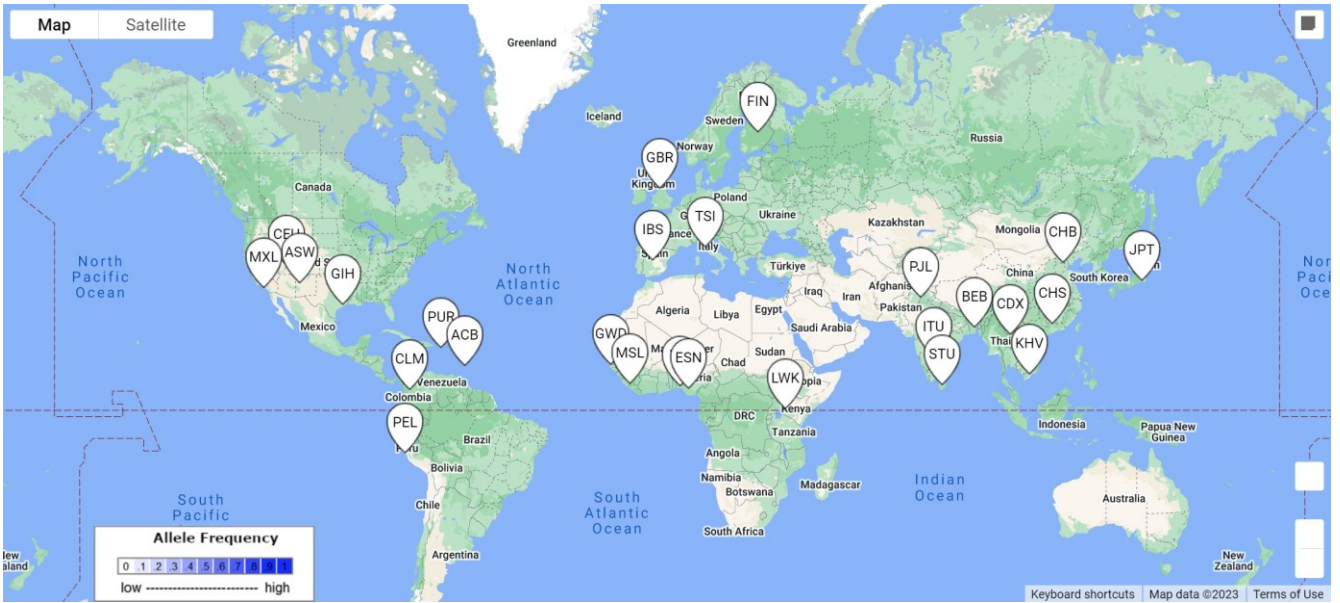 Map
Satellite
Greenland
Iceland
FIN
Sweden
Norway
Russia
GBR
Canada
Poland
Ukraine
Kazakhstan
Mongolia
TSI
IBS
Italy
CHB
JPT
MXL
ASW
GIH
North
Pacific
Ocean
North
Atlantic
Ocean
Türkiye
PJL
China
South Korea
Mexico
Algeria
Libya
Egypt
Iraq
Iran
Pakistan
Saudi Arabia
BEB
CDX
CHS
PUR
ACB
GWD
MSL
ESN
Chad
Sudan
ITU
STU
KHV
CLM
Venezuela
Colombia
LWK
Kenya
DRC
Tanzania
Indonesia
Papua New
Guinea
PEL
Brazil
Bolivia
Angola
Namibia
Botswana
Madagascar
Indian
Ocean
Australia
South
Pacific
South
Atlantic
Ocean
Chile
South Africa
Argentina
New
Zealand
Allele Frequency
0 .1 .2 .3 .4 .5 .6 .7 .8 .9 1
low -------------------------- high
Keyboard shortcuts
Map data ©2023
Terms of Use